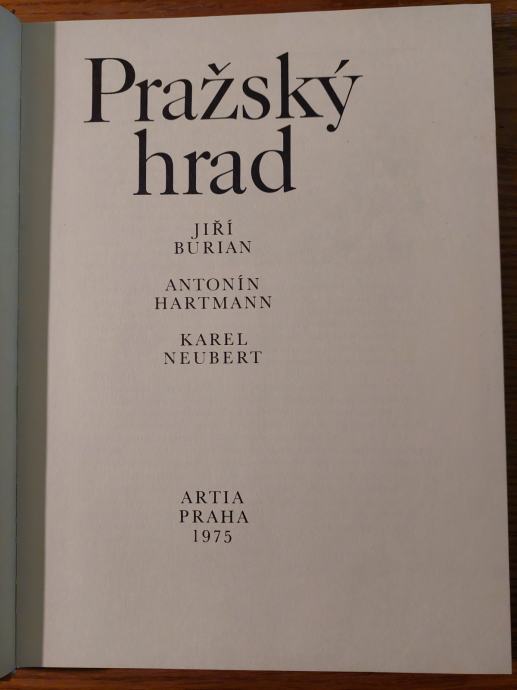 Pražský
hrad
JIŘÍ
BURIAN
ANTONÍN
HARTMANN
KAREL
NEUBERT
ARTIA
PRAHA
1975